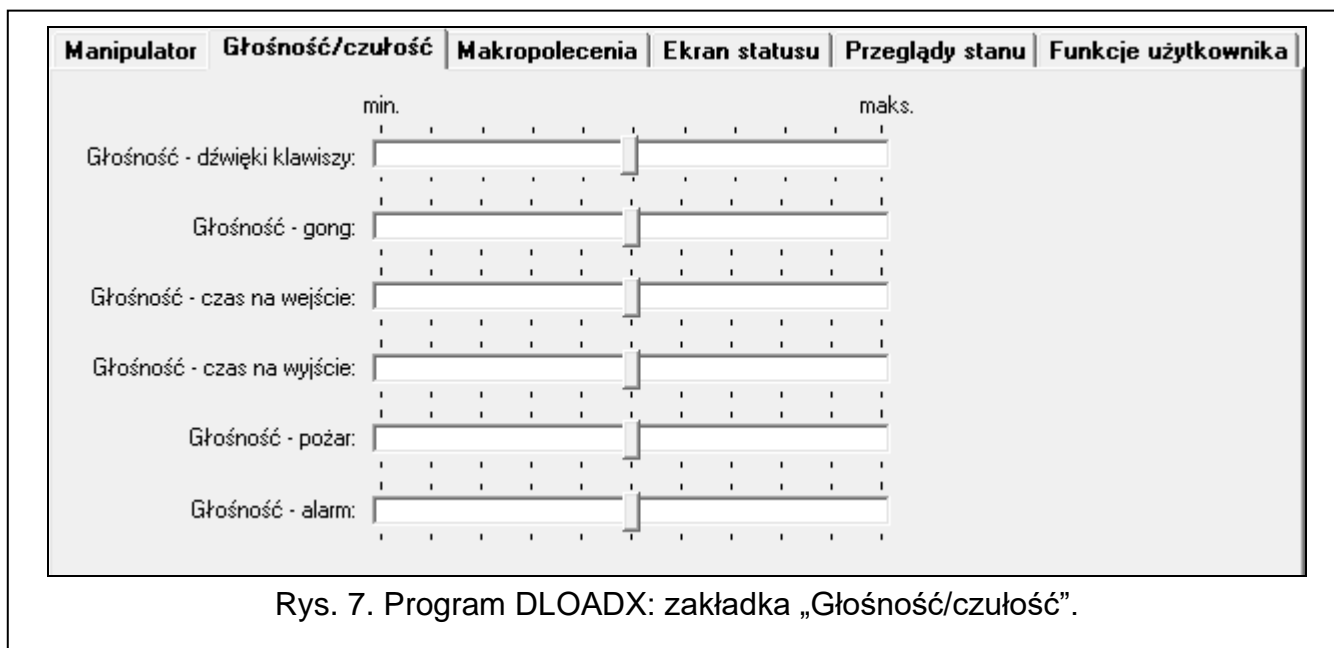 Manipulator Głośność/czułość Makropolecenia Ekran statusu Przeglądy stanu Funkcje użytkownika
min. maks.
Głośność - dźwięki klawiszy:
Głośność - gong:
Głośność - czas na wejście:
Głośność - czas na wyjście:
Głośność - pożar:
Głośność - alarm:
Rys. 7. Program DLOADX: zakładka „Głośność/czułość”.